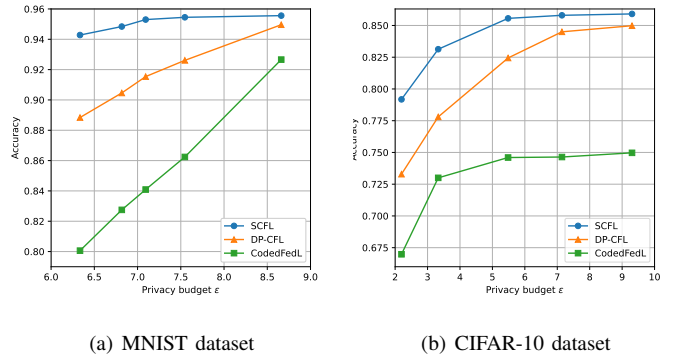 0.96
0.94
0.92
0.90
0.88
0.86
0.84
0.82
0.80
Accuracy
6.0 6.5 7.0 7.5 8.0 8.5 9.0
Privacy budget ε
SCFL
DP-CFL
CodedFedL
(a) MNIST dataset
0.850
0.825
0.800
0.775
0.750
0.725
0.700
0.675
Accuracy
2 3 4 5 6 7 8 9 10
Privacy budget ε
SCFL
DP-CFL
CodedFedL
(b) CIFAR-10 dataset